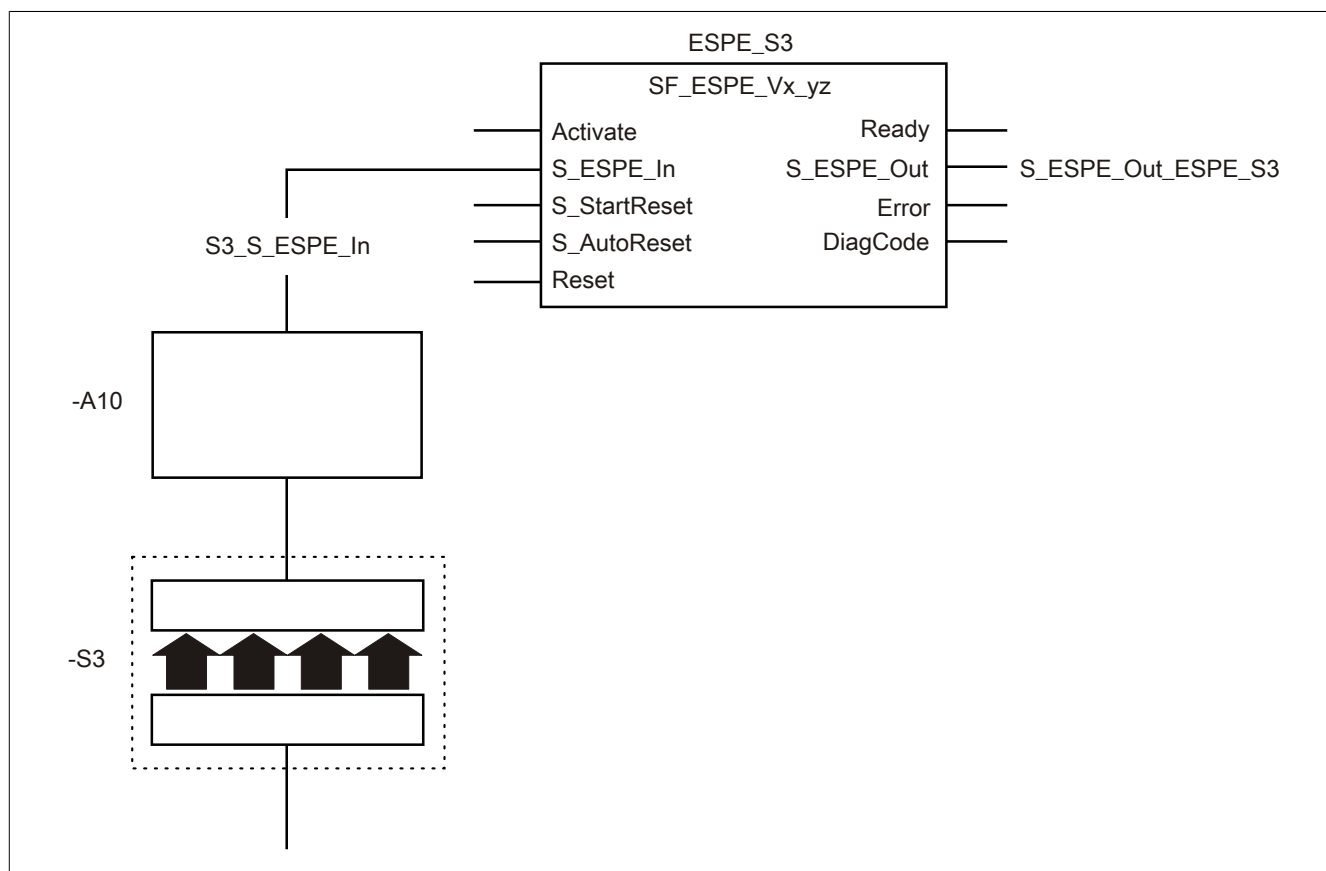 ESPE_S3
SF_ESPE_Vx_yz
Activate
Ready
S_ESPE_In
S_ESPE_Out
S_ESPE_Out_ESPE_S3
S_StartReset
Error
S_AutoReset
DiagCode
Reset
S3_S_ESPE_In
-A10
-S3